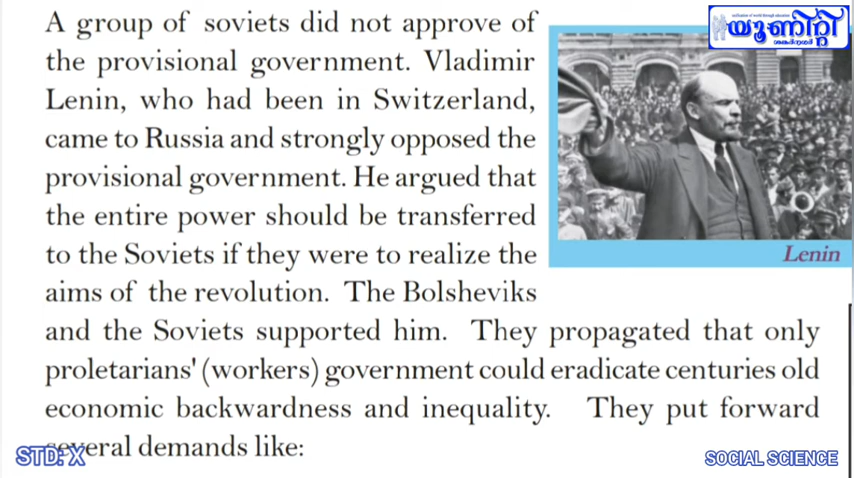 A group of soviets did not approve of
the provisional government. Vladimir
Lenin, who had been in Switzerland,
came to Russia and strongly opposed the
provisional government. He argued that
the entire power should be transferred
to the Soviets if they were to realize the
aims of the revolution. The Bolsheviks
and the Soviets supported him. They propagated that only
proletarians' (workers) government could eradicate centuries old
economic backwardness and inequality. They put forward
several demands like:
Lenin
യൂണിറ്റി
STD: X
SOCIAL SCIENCE